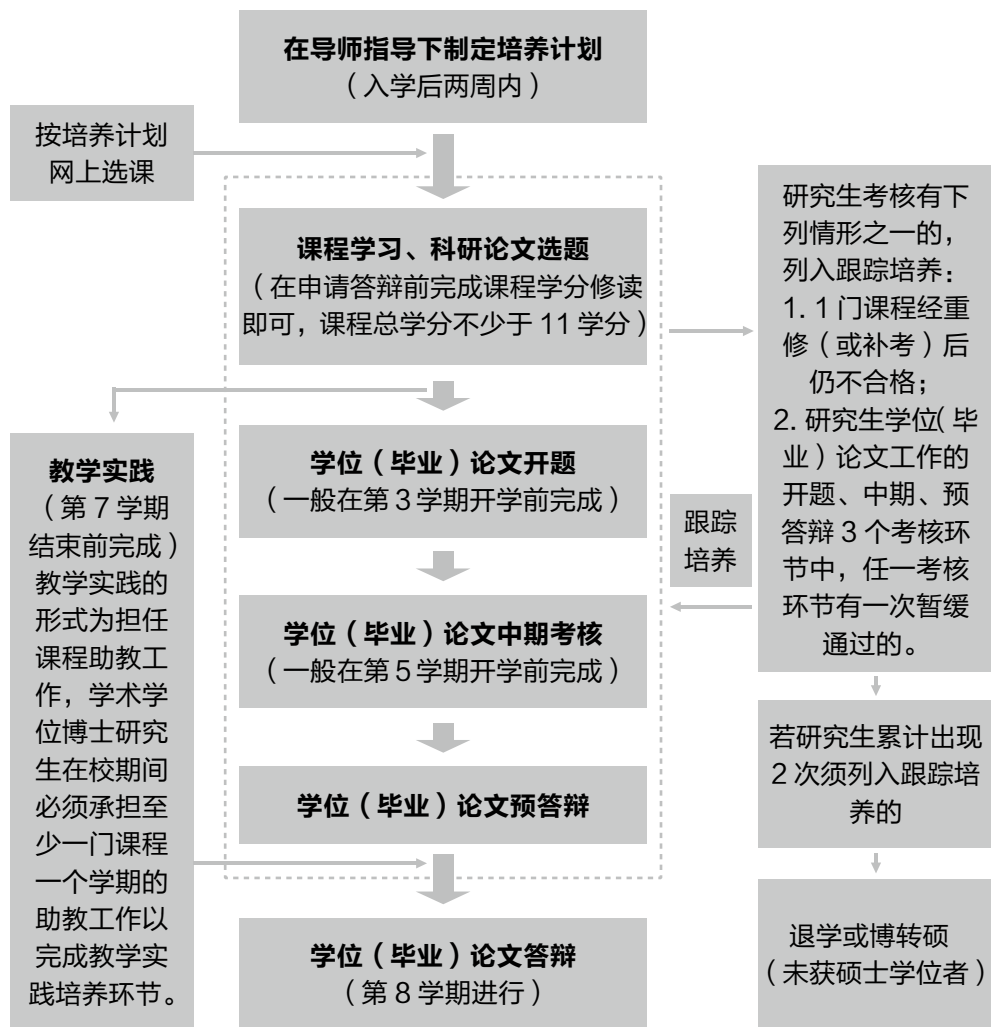 在导师指导下制定培养计划
（入学后两周内）
按培养计划
网上选课
课程学习、科研论文选题
（在申请答辩前完成课程学分修读
即可，课程总学分不少于 11 学分）
研究生考核有下
列情形之一的，
列入跟踪培养：
1. 1 门课程经重
修（或补考）后
仍不合格；
2. 研究生学位（毕
业）论文工作的
开题、中期、预
答辩 3 个考核环
节中，任一考核
环节有一次暂缓
通过的。
教学实践
（第 7 学期
结束前完成）
教学实践的
形式为担任
课程助教工
作，学术学
位博士研究
生在校期间
必须承担至
少一门课程
一个学期的
助教工作以
完成教学实
践培养环节。
学位（毕业）论文开题
（一般在第 3 学期开学前完成）
跟踪
培养
学位（毕业）论文中期考核
（一般在第 5 学期开学前完成）
学位（毕业）论文预答辩
若研究生累计出现
2 次须列入跟踪培
养的
学位（毕业）论文答辩
（第 8 学期进行）
退学或博转硕
（未获硕士学位者）